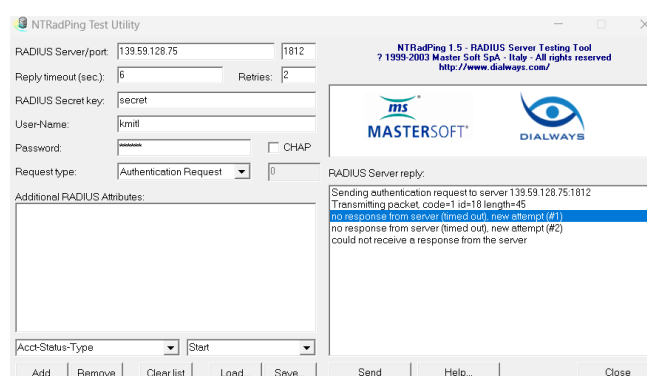 NTRadPing Test Utility
RADIUS Server/port: 139.59.128.75 1812
Reply timeout (sec.): 6 Retries: 2
RADIUS Secret key: secret
User-Name: kmitl
Password: ******* CHAP
Request type: Authentication Request 0
Additional RADIUS Attributes:
Acct-Status-Type Start
Add Remove Clear list Load... Save...
NTRadPing 1.5 - RADIUS Server Testing Tool
? 1999-2003 Master Soft SpA - Italy - All rights reserved
http://www.dialways.com/
ms
MASTERSOFT
DIALWAYS
RADIUS Server reply:
Sending authentication request to server 139.59.128.75:1812
Transmitting packet, code=1 id=18 length=45
no response from server (timed out), new attempt (#1)
no response from server (timed out), new attempt (#2)
could not receive a response from the server
Send Help... Close